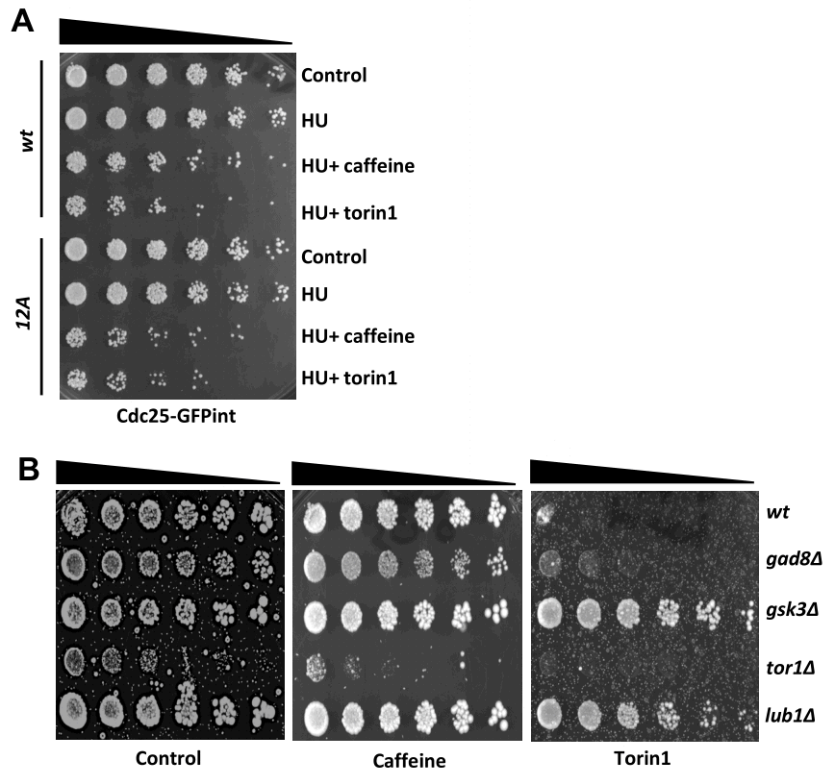 A
wt
Control
HU
HU+ caffeine
HU+ torin1
12A
Control
HU
HU+ caffeine
HU+ torin1
Cdc25-GFPint
B
wt
gad8Δ
gsk3Δ
tor1Δ
lub1Δ
Control
Caffeine
Torin1